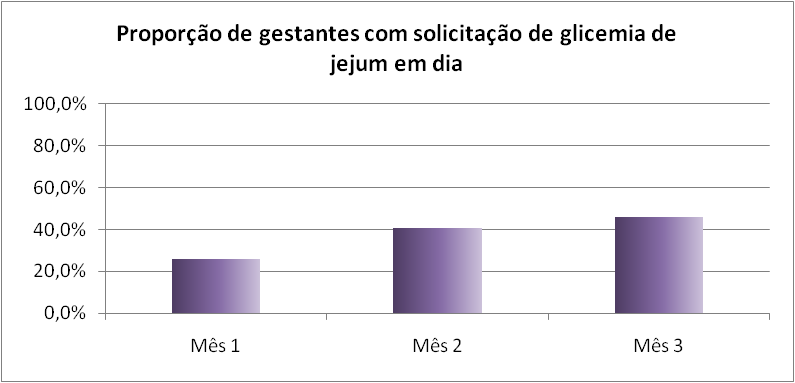 Proporção de gestantes com solicitação de glicemia de
jejum em dia
100,0%
80,0%
60,0%
40,0%
20,0%
0,0%
Mês 1
Mês 2
Mês 3